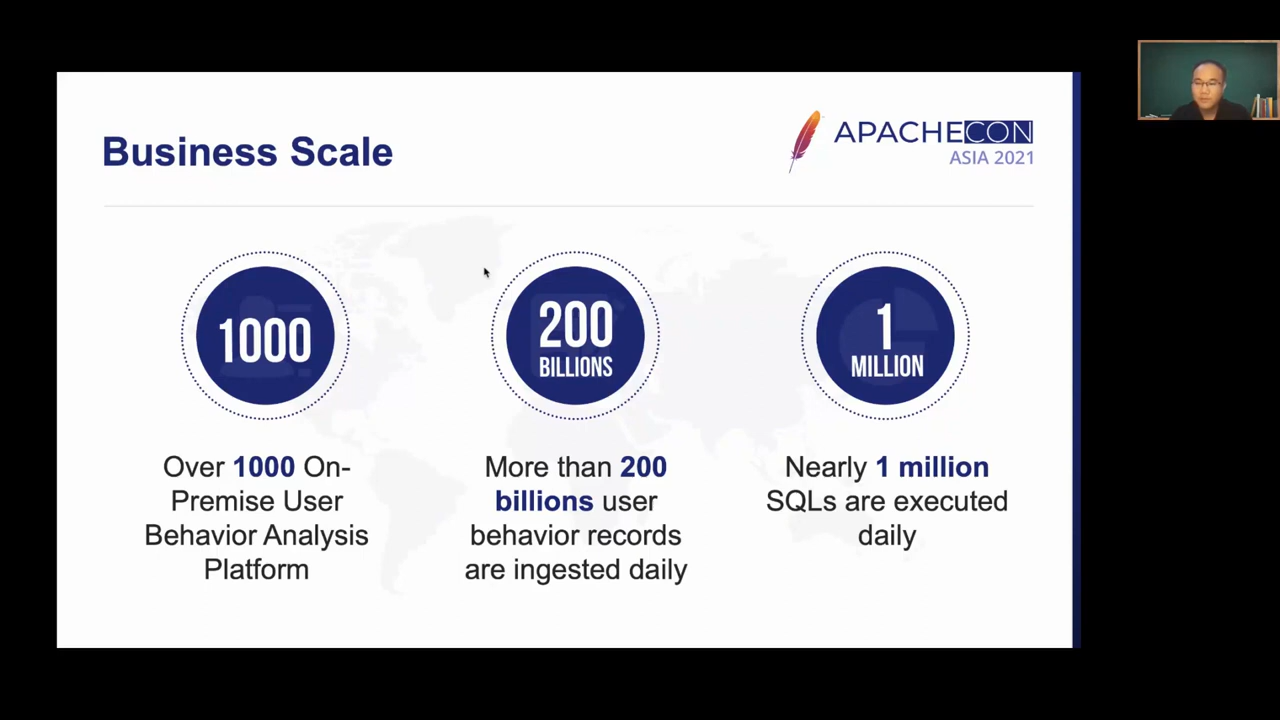 Business Scale
APACHECON
ASIA 2021
1000
200
BILLIONS
1
MILLION
Over 1000 On-
Premise User
Behavior Analysis
Platform
More than 200
billions user
behavior records
are ingested daily
Nearly 1 million
SQLs are executed
daily